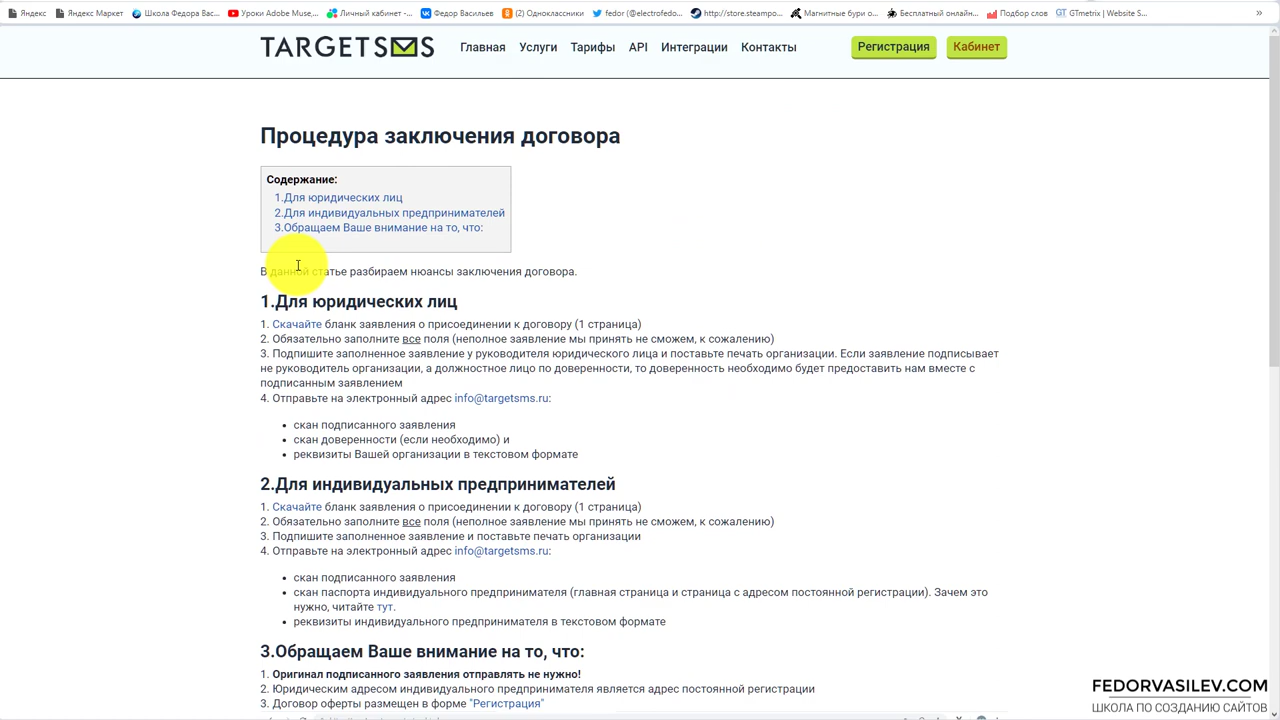 Яндекс Яндекс Маркет Школа Федора Вас... Уроки Adobe Muse,... Личный кабинет -... Федор Васильев (2) Одноклассники fedor (@electrofedo... http://store.steampo... Магнитные бури о... Бесплатный онлайн... Подбор слов GTmetrix | Website S... »
TARGETSMS Главная Услуги Тарифы API Интеграции Контакты Регистрация Кабинет
Процедура заключения договора
Содержание:
1.Для юридических лиц
2.Для индивидуальных предпринимателей
3.Обращаем Ваше внимание на то, что:
В данной статье разбираем нюансы заключения договора.
1.Для юридических лиц
1. Скачайте бланк заявления о присоединении к договору (1 страница)
2. Обязательно заполните все поля (неполное заявление мы принять не сможем, к сожалению)
3. Подпишите заполненное заявление у руководителя юридического лица и поставьте печать организации. Если заявление подписывает
не руководитель организации, а должностное лицо по доверенности, то доверенность необходимо будет предоставить нам вместе с
подписанным заявлением
4. Отправьте на электронный адрес info@targetsms.ru:
• скан подписанного заявления
• скан доверенности (если необходимо) и
• реквизиты Вашей организации в текстовом формате
2.Для индивидуальных предпринимателей
1. Скачайте бланк заявления о присоединении к договору (1 страница)
2. Обязательно заполните все поля (неполное заявление мы принять не сможем, к сожалению)
3. Подпишите заполненное заявление и поставьте печать организации
4. Отправьте на электронный адрес info@targetsms.ru:
• скан подписанного заявления
• скан паспорта индивидуального предпринимателя (главная страница и страница с адресом постоянной регистрации). Зачем это
нужно, читайте тут.
• реквизиты индивидуального предпринимателя в текстовом формате
3.Обращаем Ваше внимание на то, что:
1. Оригинал подписанного заявления отправлять не нужно!
2. Юридическим адресом индивидуального предпринимателя является адрес постоянной регистрации
3. Договор оферты размещен в форме "Регистрация"
FEDORVASILEV.COM
ШКОЛА ПО СОЗДАНИЮ САЙТОВ